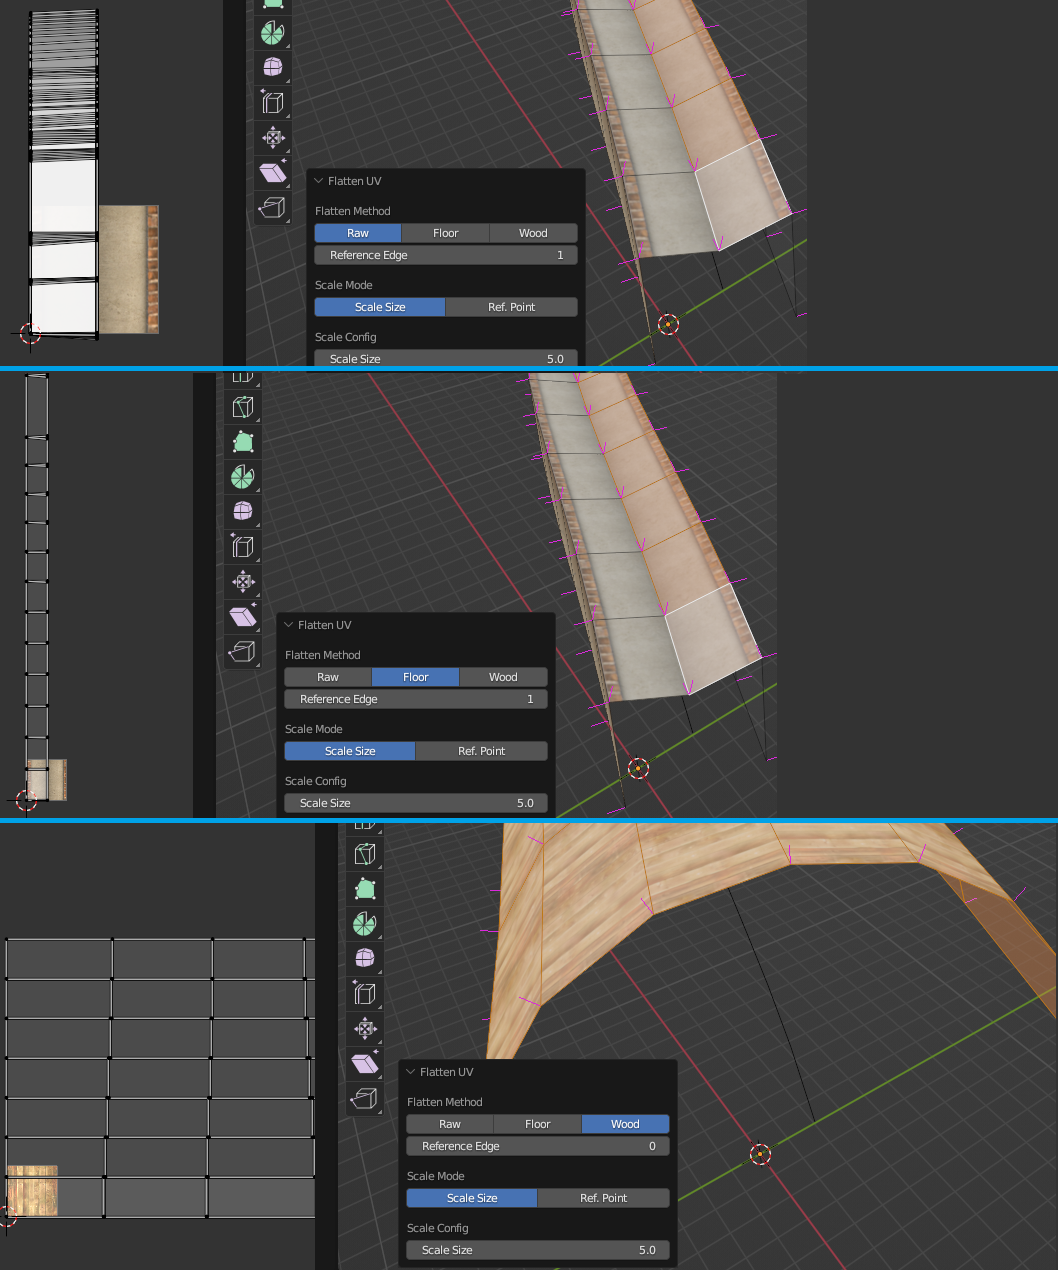 Flatten UV
Flatten Method
Raw Floor Wood
Reference Edge 1
Scale Mode
Scale Size Ref. Point
Scale Config
Scale Size 5.0
Flatten UV
Flatten Method
Raw Floor Wood
Reference Edge 1
Scale Mode
Scale Size Ref. Point
Scale Config
Scale Size 5.0
Flatten UV
Flatten Method
Raw Floor Wood
Reference Edge 0
Scale Mode
Scale Size Ref. Point
Scale Config
Scale Size 5.0